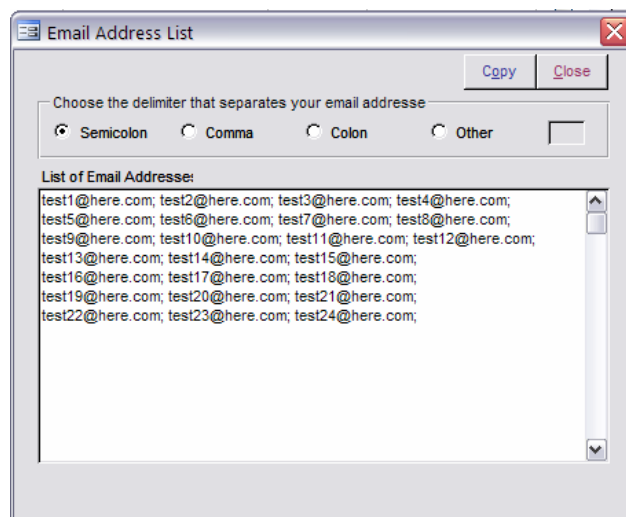 Email Address List
Copy Close
Choose the delimiter that separates your email addresse
Semicolon Comma Colon Other
List of Email Addresses
test1@here.com; test2@here.com; test3@here.com; test4@here.com;
test5@here.com; test6@here.com; test7@here.com; test8@here.com;
test9@here.com; test10@here.com; test11@here.com; test12@here.com;
test13@here.com; test14@here.com; test15@here.com;
test16@here.com; test17@here.com; test18@here.com;
test19@here.com; test20@here.com; test21@here.com;
test22@here.com; test23@here.com; test24@here.com;